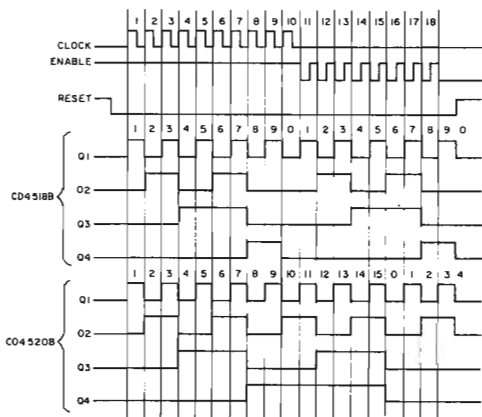 1 2 3 4 5 6 7 8 9 10 11 12 13 14 15 16 17 18
CLOCK
ENABLE
RESET
1 2 3 4 5 6 7 8 9 0 1 2 3 4 5 6 7 8 9 0
Q1
O2
CD4518B
Q3
Q4
1 2 3 4 5 6 7 8 9 10 11 12 13 14 15 0 1 2 3 4
Q1
O2
CO4520B
Q3
Q4